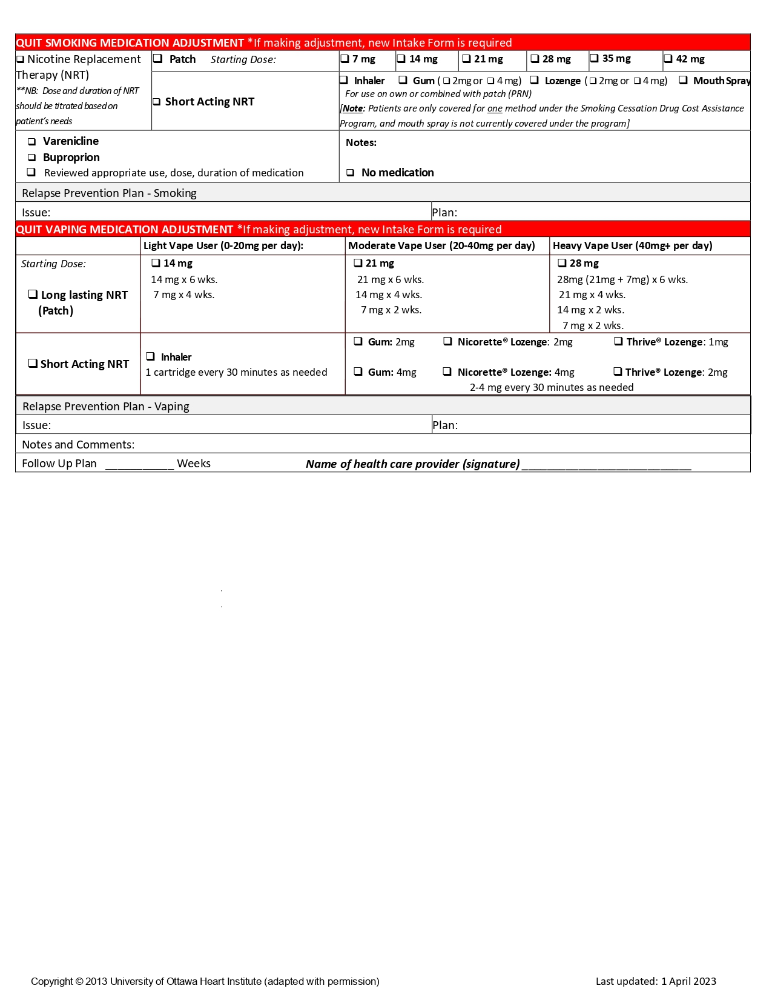 QUIT SMOKING MEDICATION ADJUSTMENT *If making adjustment, new Intake Form is required
❑ Nicotine Replacement Therapy (NRT)
**NB: Dose and duration of NRT should be titrated based on patient's needs
❑ Patch Starting Dose:
❑ 7 mg ❑ 14 mg ❑ 21 mg ❑ 28 mg ❑ 35 mg ❑ 42 mg
❑ Short Acting NRT
❑ Inhaler ❑ Gum ( ❑ 2mg or ❑ 4 mg) ❑ Lozenge ( ❑ 2mg or ❑ 4 mg) ❑ Mouth Spray
For use on own or combined with patch (PRN)
[Note: Patients are only covered for one method under the Smoking Cessation Drug Cost Assistance
Program, and mouth spray is not currently covered under the program]
❑ Varenicline
❑ Buproprion
❑ Reviewed appropriate use, dose, duration of medication
Notes:
❑ No medication
Relapse Prevention Plan - Smoking
Issue: Plan:
QUIT VAPING MEDICATION ADJUSTMENT *If making adjustment, new Intake Form is required
Light Vape User (0-20mg per day): Moderate Vape User (20-40mg per day) Heavy Vape User (40mg+ per day)
Starting Dose:
❑ Long lasting NRT
(Patch)
❑ 14 mg
14 mg x 6 wks.
7 mg x 4 wks.
❑ 21 mg
21 mg x 6 wks.
14 mg x 4 wks.
7 mg x 2 wks.
❑ 28 mg
28mg (21mg + 7mg) x 6 wks.
21 mg x 4 wks.
14 mg x 2 wks.
7 mg x 2 wks.
❑ Short Acting NRT
❑ Inhaler
1 cartridge every 30 minutes as needed
❑ Gum: 2mg ❑ Nicorette® Lozenge: 2mg ❑ Thrive® Lozenge: 1mg
❑ Gum: 4mg ❑ Nicorette® Lozenge: 4mg ❑ Thrive® Lozenge: 2mg
2-4 mg every 30 minutes as needed
Relapse Prevention Plan - Vaping
Issue: Plan:
Notes and Comments:
Follow Up Plan ___________ Weeks Name of health care provider (signature) ___________________________
Copyright © 2013 University of Ottawa Heart Institute (adapted with permission) Last updated: 1 April 2023